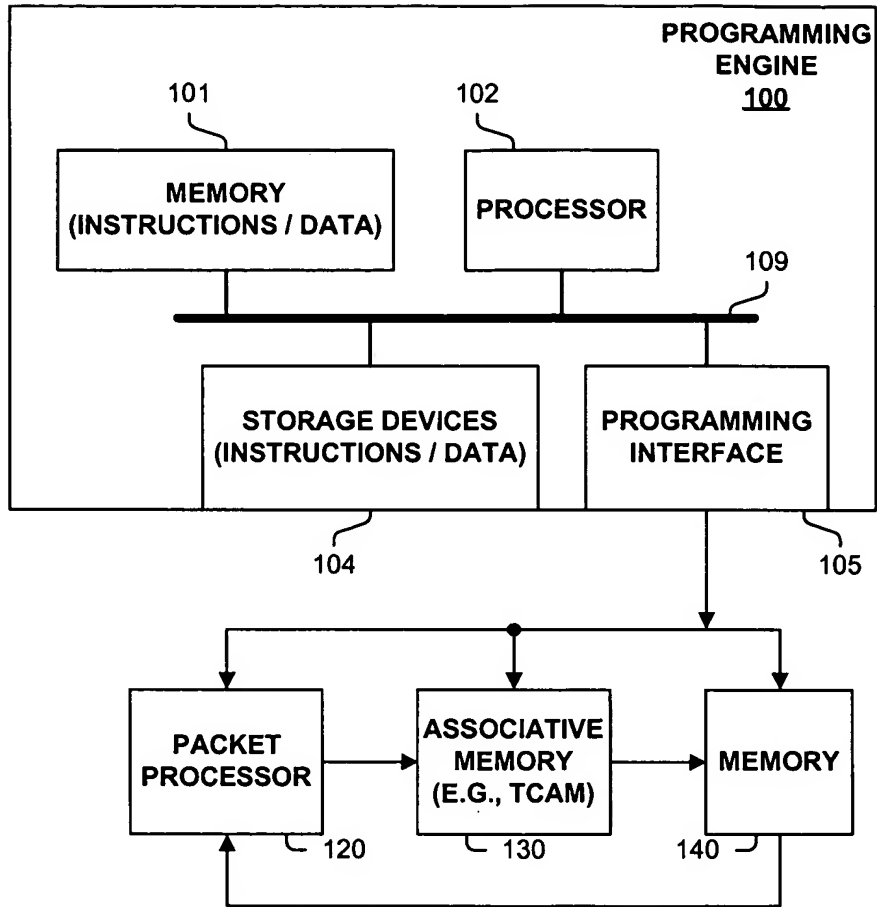 PROGRAMMING
ENGINE
100
101
102
MEMORY
(INSTRUCTIONS / DATA)
PROCESSOR
109
STORAGE DEVICES
(INSTRUCTIONS / DATA)
PROGRAMMING
INTERFACE
104
105
PACKET
PROCESSOR
ASSOCIATIVE
MEMORY
(E.G., TCAM)
MEMORY
120
130
140